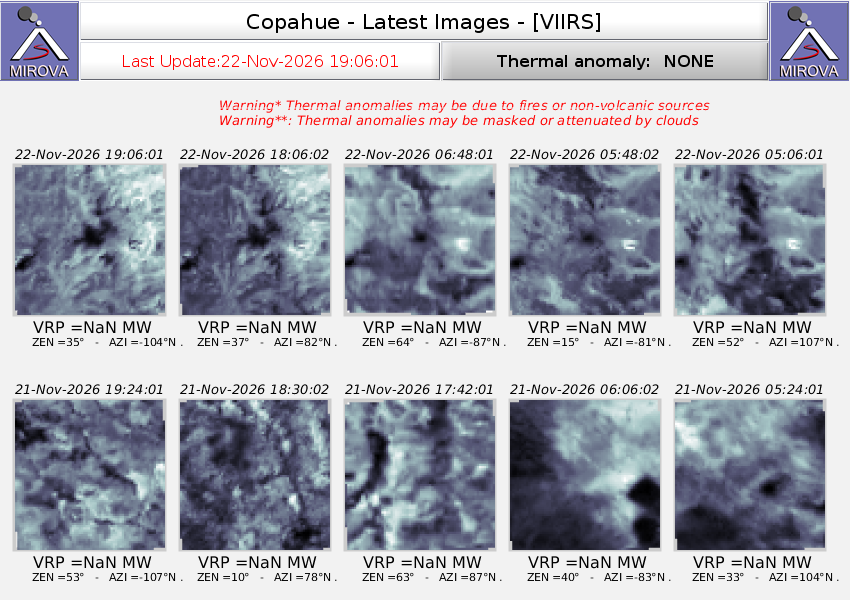 Copahue - Latest Images - [VIIRS]
MIROVA
Last Update:22-Nov-2026 19:06:01
Thermal anomaly: NONE
MIROVA
Warning* Thermal anomalies may be due to fires or non-volcanic sources
Warning**: Thermal anomalies may be masked or attenuated by clouds
22-Nov-2026 19:06:01 22-Nov-2026 18:06:02 22-Nov-2026 06:48:01 22-Nov-2026 05:48:02 22-Nov-2026 05:06:01
VRP =NaN MW VRP =NaN MW VRP =NaN MW VRP =NaN MW VRP =NaN MW
ZEN =35° - AZI =-104°N . ZEN =37° - AZI =82°N . ZEN =64° - AZI =-87°N . ZEN =15° - AZI =-81°N . ZEN =52° - AZI =107°N .
21-Nov-2026 19:24:01 21-Nov-2026 18:30:02 21-Nov-2026 17:42:01 21-Nov-2026 06:06:02 21-Nov-2026 05:24:01
VRP =NaN MW VRP =NaN MW VRP =NaN MW VRP =NaN MW VRP =NaN MW
ZEN =53° - AZI =-107°N . ZEN =10° - AZI =78°N . ZEN =63° - AZI =87°N . ZEN =40° - AZI =-83°N . ZEN =33° - AZI =104°N .